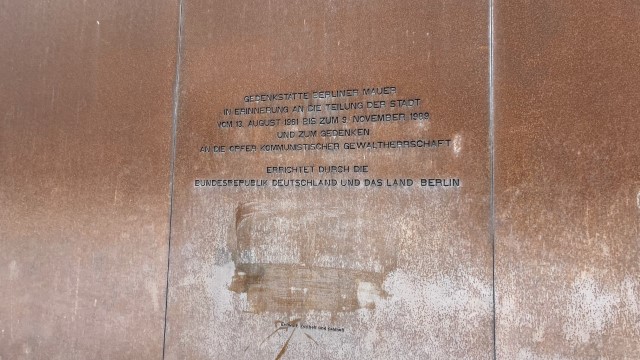 GEDENKSTÄTTE BERLINER MAUER
IN ERINNERUNG AN DIE TEILUNG DER STADT
VOM 13. AUGUST 1961 BIS ZUM 9. NOVEMBER 1989
UND ZUM GEDENKEN
AN DIE OPFER KOMMUNISTISCHER GEWALTHERRSCHAFT
ERRICHTET DURCH DIE
BUNDESREPUBLIK DEUTSCHLAND UND DAS LAND BERLIN
und